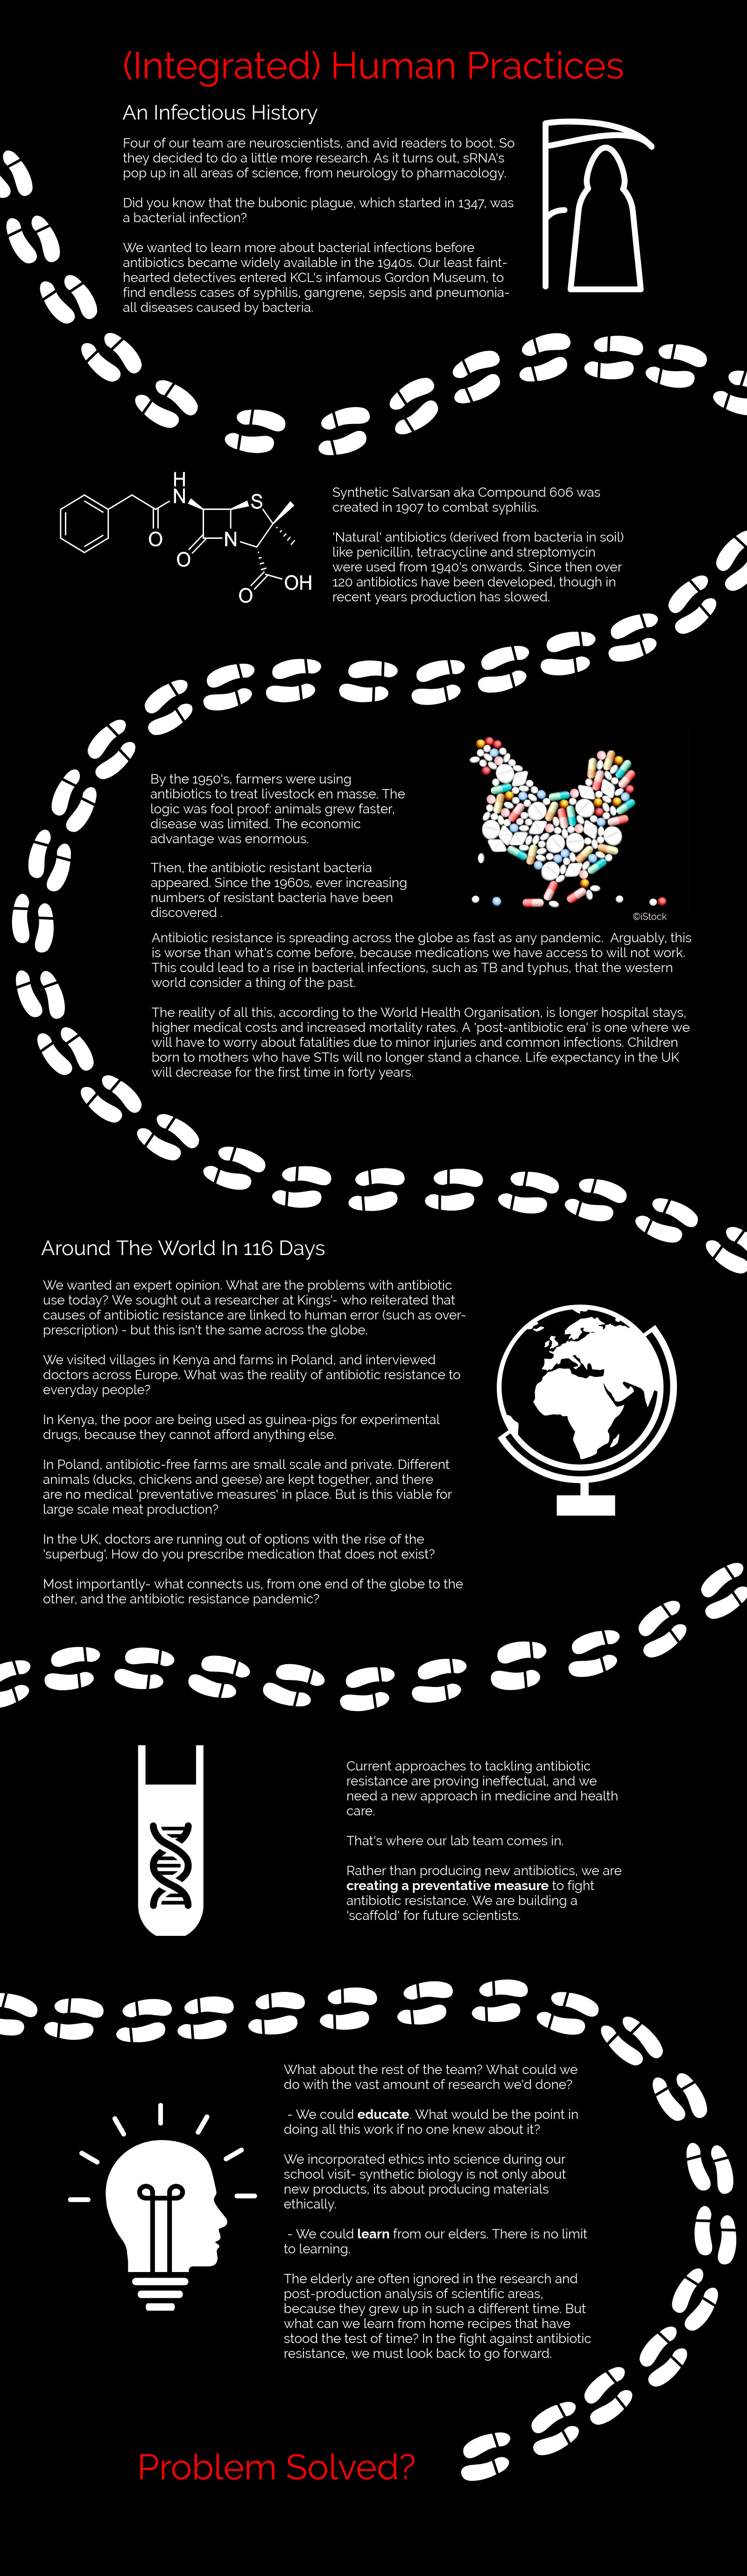 (Integrated) Human Practices
An Infectious History
Four of our team are neuroscientists, and avid readers to boot. So
they decided to do a little more research. As it turns out, sRNA's
pop up in all areas of science, from neurology to pharmacology.
Did you know that the bubonic plague, which started in 1347, was
a bacterial infection?
We wanted to learn more about bacterial infections before
antibiotics became widely available in the 1940s. Our least faint-
hearted detectives entered KCL's infamous Gordon Museum, to
find endless cases of syphilis, gangrene, sepsis and pneumonia-
all diseases caused by bacteria.
H
N
S
O
O
N
O
OH
Synthetic Salvarsan aka Compound 606 was
created in 1907 to combat syphilis.
'Natural' antibiotics (derived from bacteria in soil)
like penicillin, tetracycline and streptomycin
were used from 1940's onwards. Since then over
120 antibiotics have been developed, though in
recent years production has slowed.
By the 1950's, farmers were using
antibiotics to treat livestock en masse. The
logic was fool proof: animals grew faster,
disease was limited. The economic
advantage was enormous.
Then, the antibiotic resistant bacteria
appeared. Since the 1960s, ever increasing
numbers of resistant bacteria have been
discovered .
©iStock
Antibiotic resistance is spreading across the globe as fast as any pandemic.  Arguably, this
is worse than what's come before, because medications we have access to will not work.
This could lead to a rise in bacterial infections, such as TB and typhus, that the western
world consider a thing of the past.
The reality of all this, according to the World Health Organisation, is longer hospital stays,
higher medical costs and increased mortality rates. A 'post-antibiotic era' is one where we
will have to worry about fatalities due to minor injuries and common infections. Children
born to mothers who have STIs will no longer stand a chance. Life expectancy in the UK
will decrease for the first time in forty years.
Around The World In 116 Days
We wanted an expert opinion. What are the problems with antibiotic
use today? We sought out a researcher at Kings'- who reiterated that
causes of antibiotic resistance are linked to human error (such as over-
prescription) - but this isn't the same across the globe.
We visited villages in Kenya and farms in Poland, and interviewed
doctors across Europe. What was the reality of antibiotic resistance to
everyday people?
In Kenya, the poor are being used as guinea-pigs for experimental
drugs, because they cannot afford anything else.
In Poland, antibiotic-free farms are small scale and private. Different
animals (ducks, chickens and geese) are kept together, and there
are no medical 'preventative measures' in place. But is this viable for
large scale meat production?
In the UK, doctors are running out of options with the rise of the
'superbug'. How do you prescribe medication that does not exist?
Most importantly- what connects us, from one end of the globe to the
other, and the antibiotic resistance pandemic?
Current approaches to tackling antibiotic
resistance are proving ineffectual, and we
need a new approach in medicine and health
care.
That's where our lab team comes in.
Rather than producing new antibiotics, we are
creating a preventative measure to fight
antibiotic resistance. We are building a
'scaffold' for future scientists.
What about the rest of the team? What could we
do with the vast amount of research we'd done?
- We could educate. What would be the point in
doing all this work if no one knew about it?
We incorporated ethics into science during our
school visit- synthetic biology is not only about
new products, its about producing materials
ethically.
- We could learn from our elders. There is no limit
to learning.
The elderly are often ignored in the research and
post-production analysis of scientific areas,
because they grew up in such a different time. But
what can we learn from home recipes that have
stood the test of time? In the fight against antibiotic
resistance, we must look back to go forward.
Problem Solved?